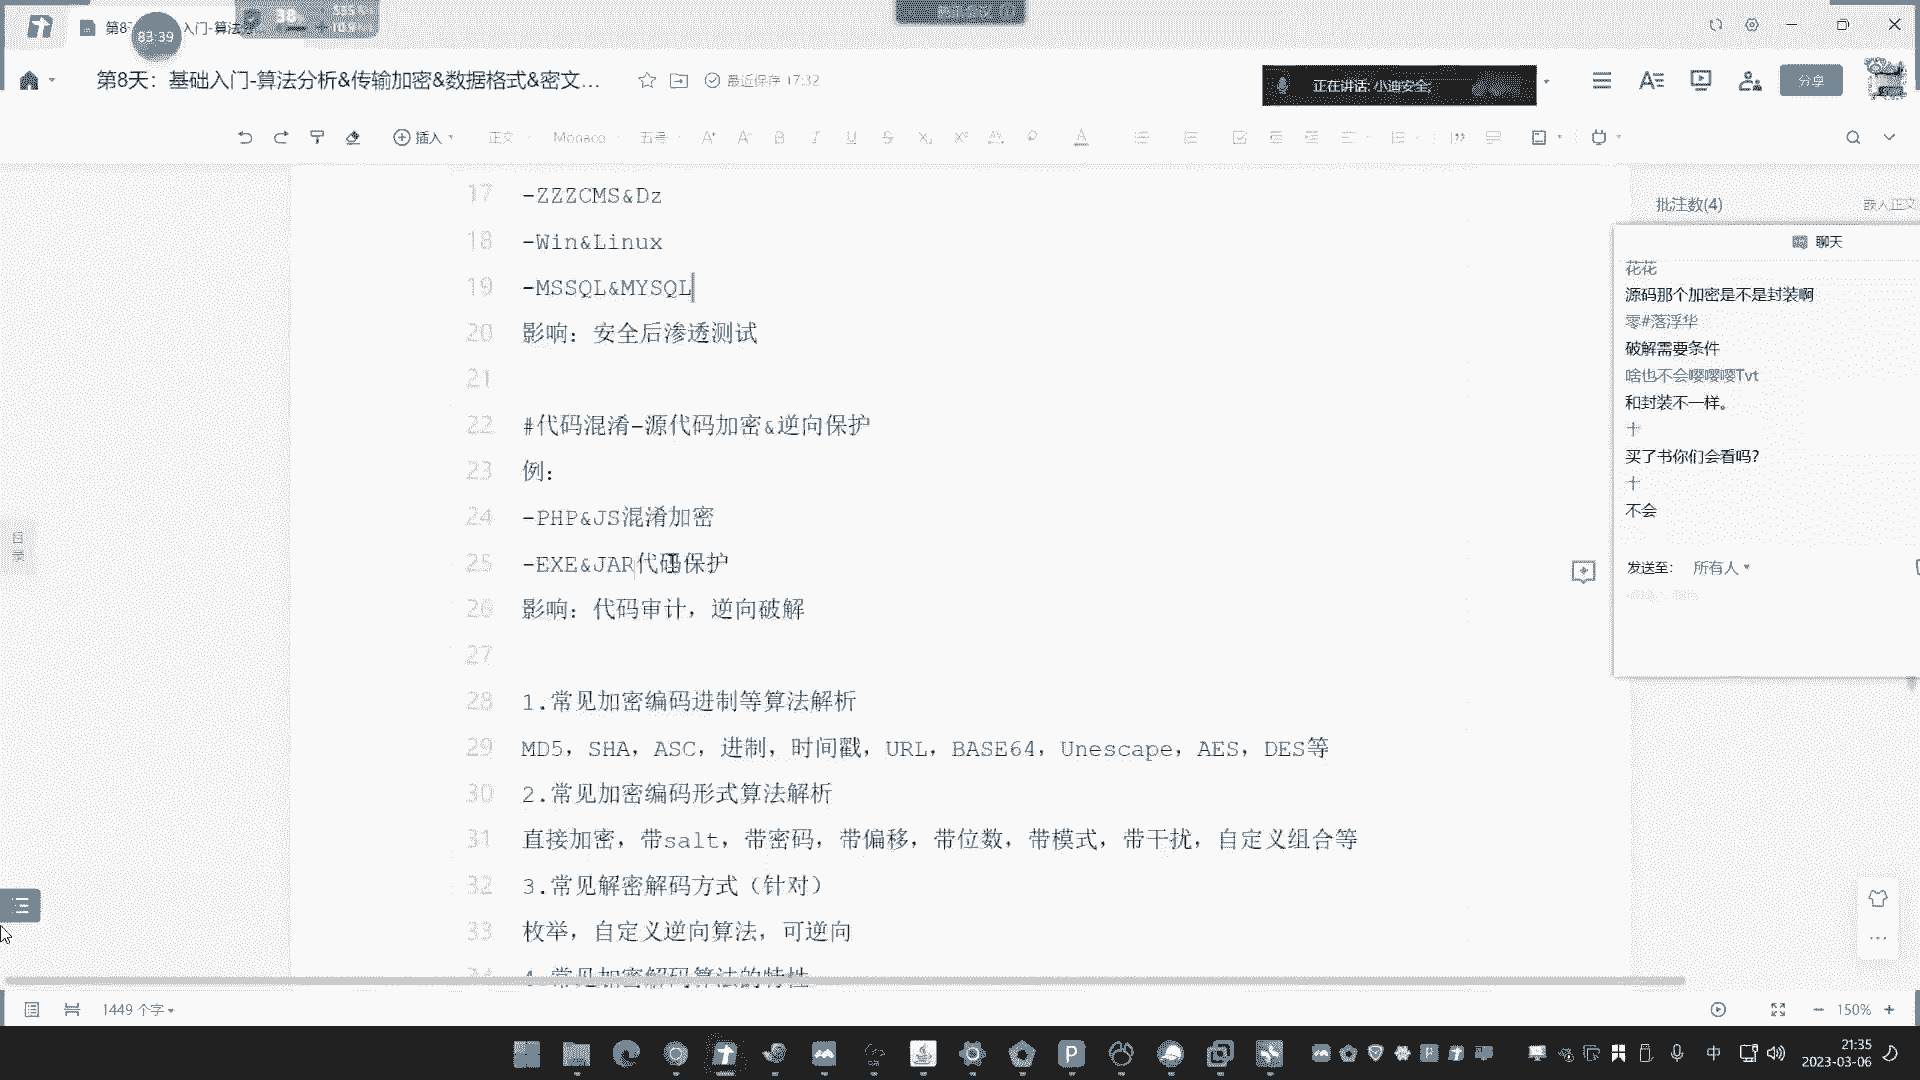 第8
入门-算法分
38
83:39
第8天：基础入门-算法分析&传输加密&数据格式&密文...
最近保存 17:32
正在讲话: 小迪安全;
分享
插入
正文
Monaco
五号
17 -ZZZCMS&Dz
18 -Win&Linux
19 -MSSQL&MYSQL
20 影响：安全后渗透测试
21
22 #代码混淆-源代码加密&逆向保护
23 例：
24 -PHP&JS混淆加密
25 -EXE&JAR代码保护
26 影响：代码审计，逆向破解
27
28 1.常见加密编码进制等算法解析
29 MD5，SHA，ASC，进制，时间戳，URL，BASE64，Unescape，AES，DES等
30 2.常见加密编码形式算法解析
31 直接加密，带salt，带密码，带偏移，带位数，带模式，带干扰，自定义组合等
32 3.常见解密解码方式（针对）
33 枚举，自定义逆向算法，可逆向
34 4.常见加密解码算法的特性
目录
批注数(4)
嵌入正文
聊天
花花
源码那个加密是不是封装啊
零#落浮华
破解需要条件
啥也不会嘤嘤嘤Tvt
和封装不一样。
十
买了书你们会看吗?
十
不会
发送至: 所有人
1449 个字
150%
中
21:35
2023-03-06